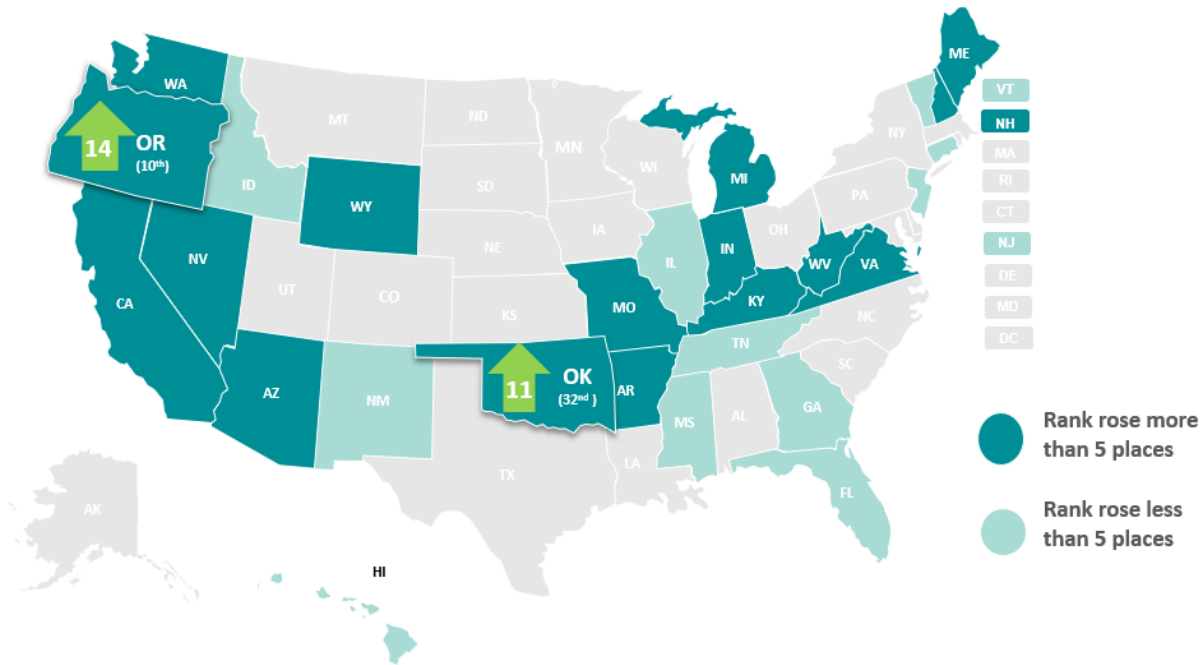 ME
WA
VT
MT
ND
14
OR
(10th)
MN
NH
NY
MA
WI
RI
MI
ID
SD
PA
WY
CT
IA
OH
NJ
NE
IN
NV
IL
WV
VA
DE
UT
CO
CA
MO
KY
MD
KS
NC
DC
TN
SC
11
OK
(32nd )
AZ
AR
NM
GA
MS
AL
Rank rose more
than 5 places
LA
TX
FL
AK
Rank rose less
than 5 places
HI